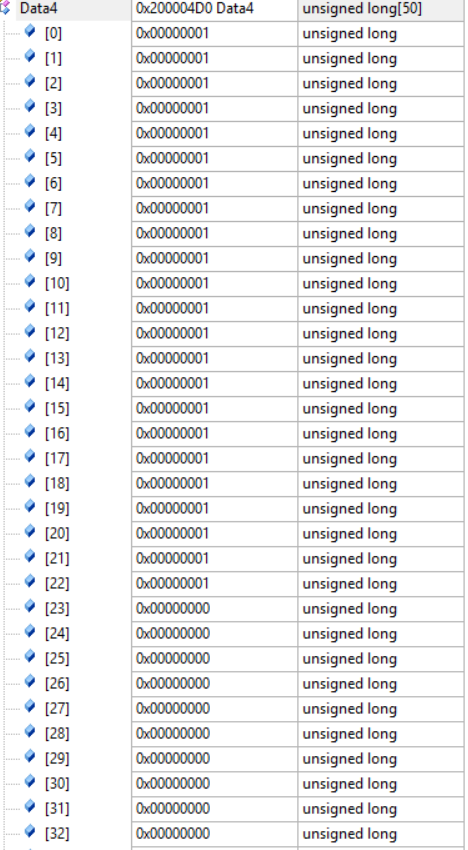 Data4 0x200004D0 Data4 unsigned long[50]
[0] 0x00000001 unsigned long
[1] 0x00000001 unsigned long
[2] 0x00000001 unsigned long
[3] 0x00000001 unsigned long
[4] 0x00000001 unsigned long
[5] 0x00000001 unsigned long
[6] 0x00000001 unsigned long
[7] 0x00000001 unsigned long
[8] 0x00000001 unsigned long
[9] 0x00000001 unsigned long
[10] 0x00000001 unsigned long
[11] 0x00000001 unsigned long
[12] 0x00000001 unsigned long
[13] 0x00000001 unsigned long
[14] 0x00000001 unsigned long
[15] 0x00000001 unsigned long
[16] 0x00000001 unsigned long
[17] 0x00000001 unsigned long
[18] 0x00000001 unsigned long
[19] 0x00000001 unsigned long
[20] 0x00000001 unsigned long
[21] 0x00000001 unsigned long
[22] 0x00000001 unsigned long
[23] 0x00000000 unsigned long
[24] 0x00000000 unsigned long
[25] 0x00000000 unsigned long
[26] 0x00000000 unsigned long
[27] 0x00000000 unsigned long
[28] 0x00000000 unsigned long
[29] 0x00000000 unsigned long
[30] 0x00000000 unsigned long
[31] 0x00000000 unsigned long
[32] 0x00000000 unsigned long